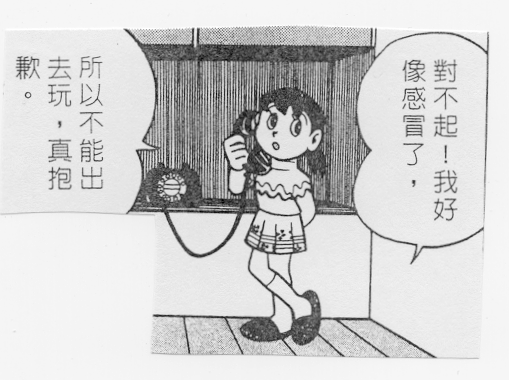 對不起！我好
像感冒了，
所以不能出
去玩，真抱
歉。